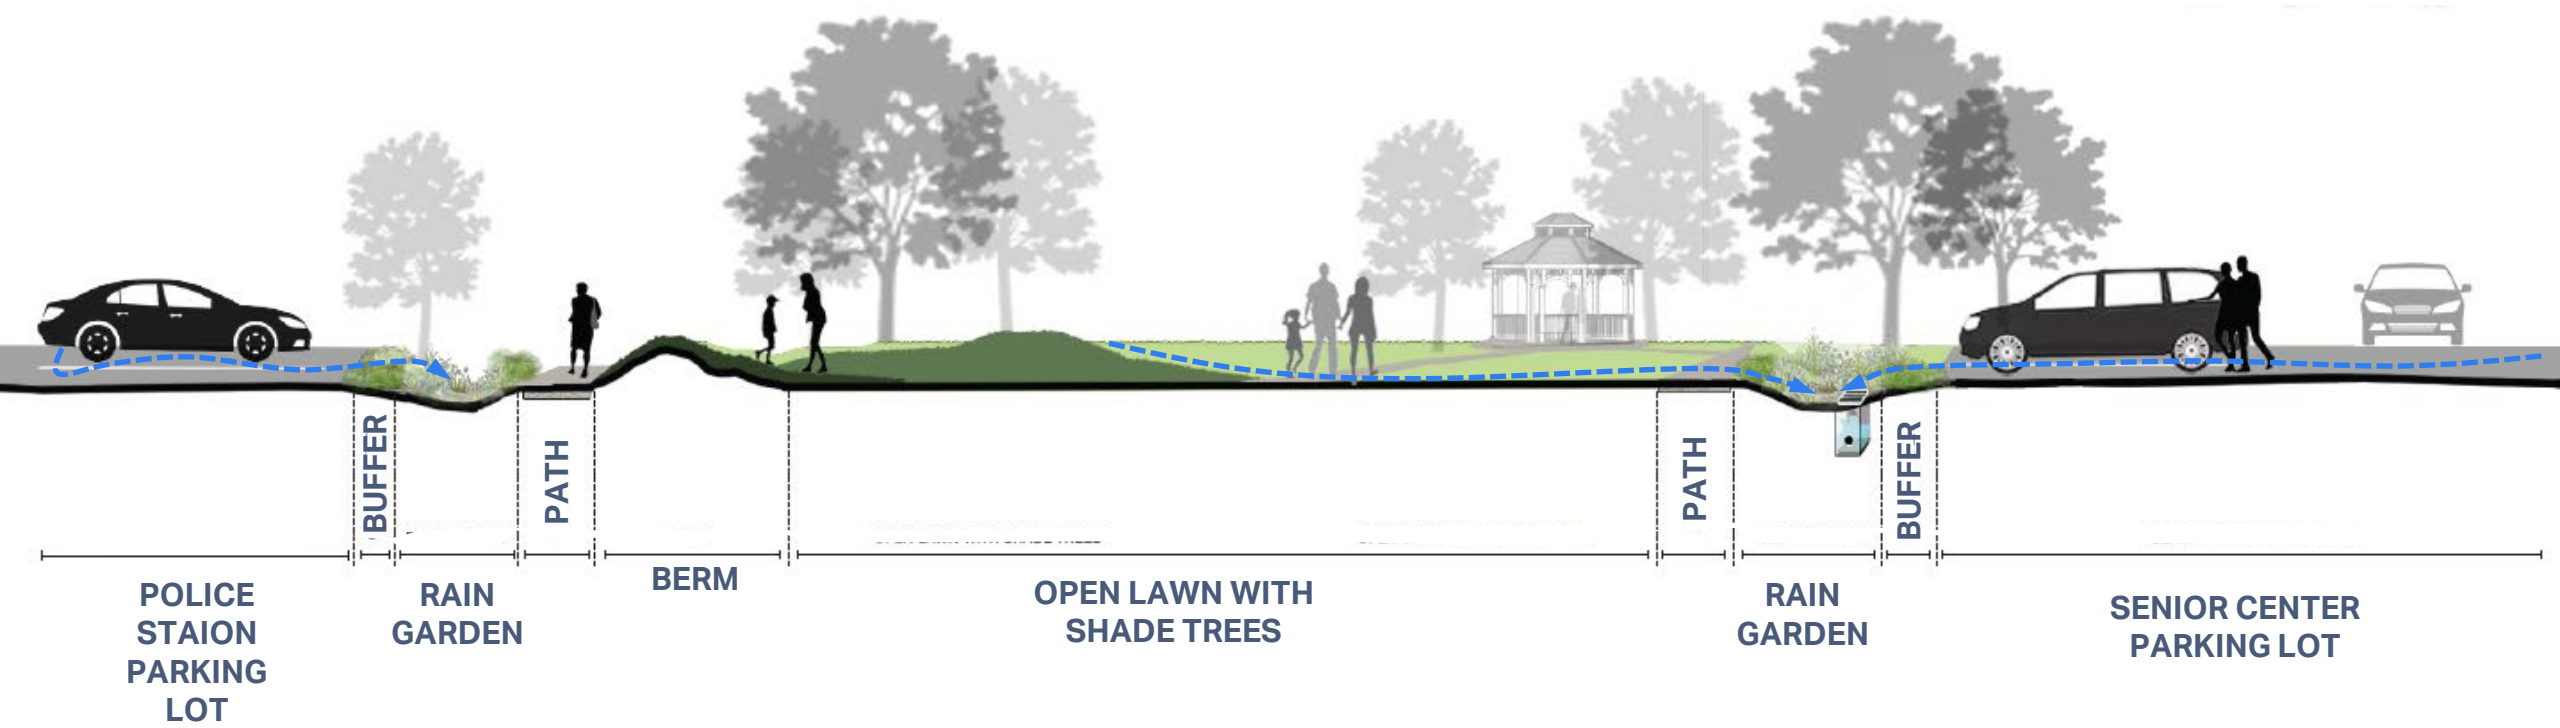 POLICE
STAION
PARKING
LOT
BUFFER
RAIN
GARDEN
PATH
BERM
OPEN LAWN WITH
SHADE TREES
PATH
RAIN
GARDEN
BUFFER
SENIOR CENTER
PARKING LOT